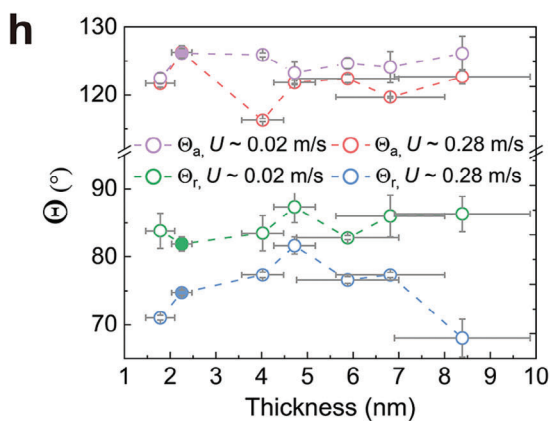 h
130
120
Θa, U ~ 0.02 m/s Θa, U ~ 0.28 m/s
Θr, U ~ 0.02 m/s Θr, U ~ 0.28 m/s
90
80
70
Θ (°)
1 2 3 4 5 6 7 8 9 10
Thickness (nm)